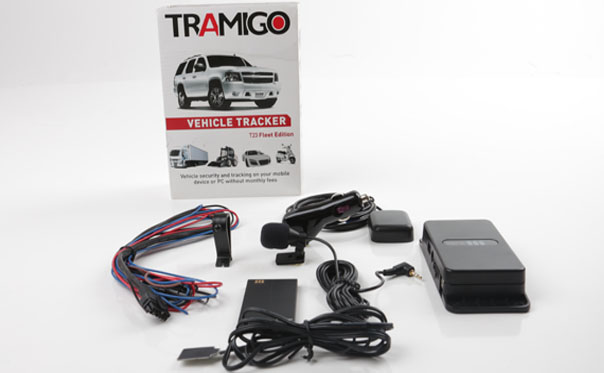 TRAMIGO
VEHICLE TRACKER
T23 Fleet Edition
Vehicle security and tracking on your mobile
device or PC without monthly fees